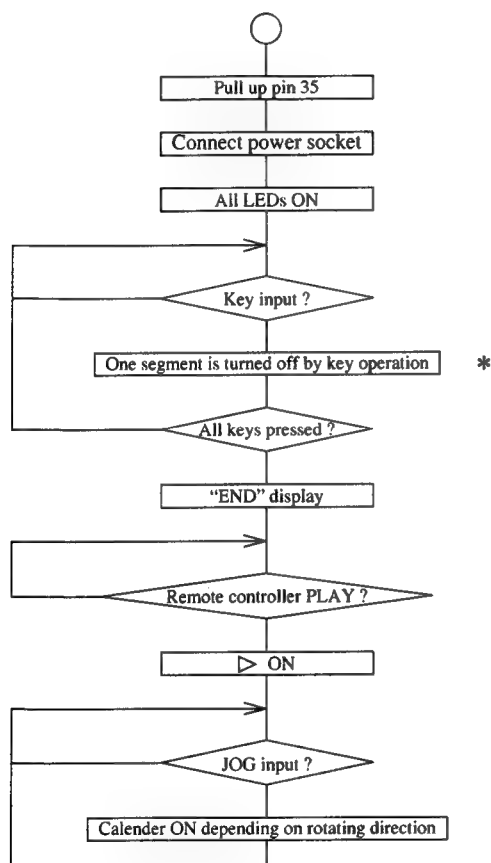 Pull up pin 35
Connect power socket
All LEDs ON
Key input ?
One segment is turned off by key operation *
All keys pressed ?
“END” display
Remote controller PLAY ?
▷ ON
JOG input ?
Calender ON depending on rotating direction